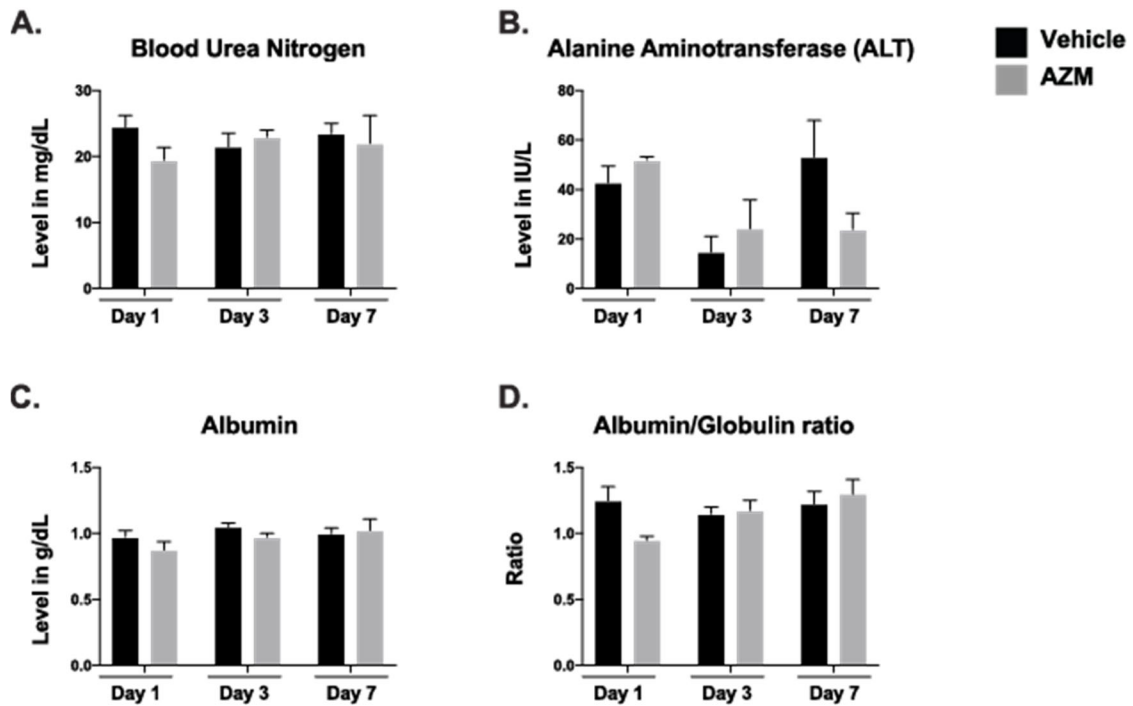 A.
Blood Urea Nitrogen
Level in mg/dL
30
20
10
0
Day 1 Day 3 Day 7
B.
Alanine Aminotransferase (ALT)
Level in IU/L
80
60
40
20
0
Day 1 Day 3 Day 7
Vehicle
AZM
C.
Albumin
Level in g/dL
1.5
1.0
0.5
0.0
Day 1 Day 3 Day 7
D.
Albumin/Globulin ratio
Ratio
1.5
1.0
0.5
0.0
Day 1 Day 3 Day 7